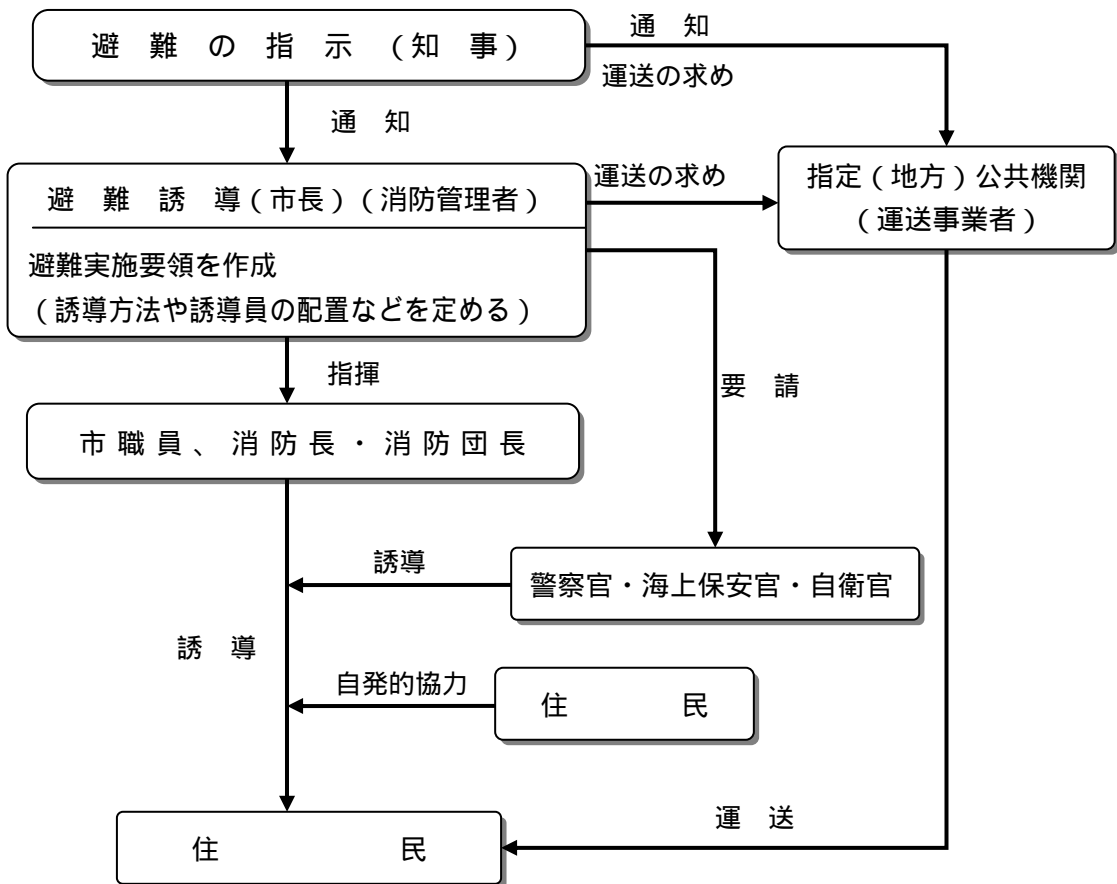 避 難 の 指 示 (知 事)
通 知
運送の求め
通 知
避 難 誘 導(市長)(消防管理者)
運送の求め
指定(地方)公共機関
(運送事業者)
避難実施要領を作成
(誘導方法や誘導員の配置などを定める)
指揮
要 請
市職員、消防長・消防団長
誘導
警察官・海上保安官・自衛官
誘 導
自発的協力
住 民
運 送
住 民